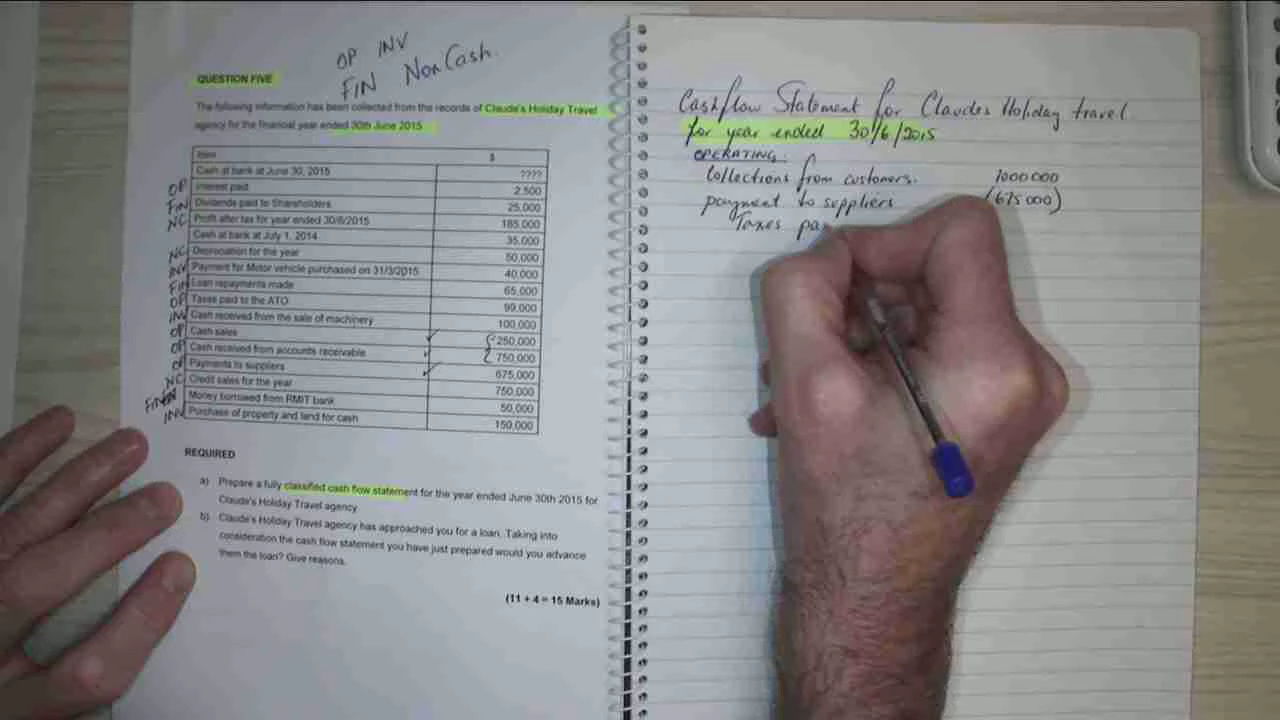 OP INV
FIN Non Cash.
QUESTION FIVE
The following information has been collected from the records of Claude's Holiday Travel
agency for the financial year ended 30th June 2015
Item $
Cash at bank at June 30, 2015 ????
OP Interest paid 2,500
FIN Dividends paid to Shareholders 25,000
NC Profit after tax for year ended 30/6/2015 185,000
Cash at bank at July 1, 2014 35,000
NC Depreciation for the year 50,000
INV Payment for Motor vehicle purchased on 31/3/2015 40,000
FIN Loan repayments made 65,000
OP Taxes paid to the ATO 99,000
INV Cash received from the sale of machinery 100,000
OP Cash sales 250,000
OP Cash received from accounts receivable 750,000
OP Payments to suppliers 675,000
NC Credit sales for the year 750,000
FIN Money borrowed from RMIT bank 50,000
INV Purchase of property and land for cash 150,000
REQUIRED
a) Prepare a fully classified cash flow statement for the year ended June 30th 2015 for
Claude's Holiday Travel agency
b) Claude's Holiday Travel agency has approached you for a loan. Taking into
consideration the cash flow statement you have just prepared would you advance
them the loan? Give reasons.
(11 + 4 = 15 Marks)
Cashflow Statement for Claudes Holiday travel
for year ended 30/6/2015
OPERATING:
Collections from customers. 1000000
payment to suppliers (675000)
Taxes pa